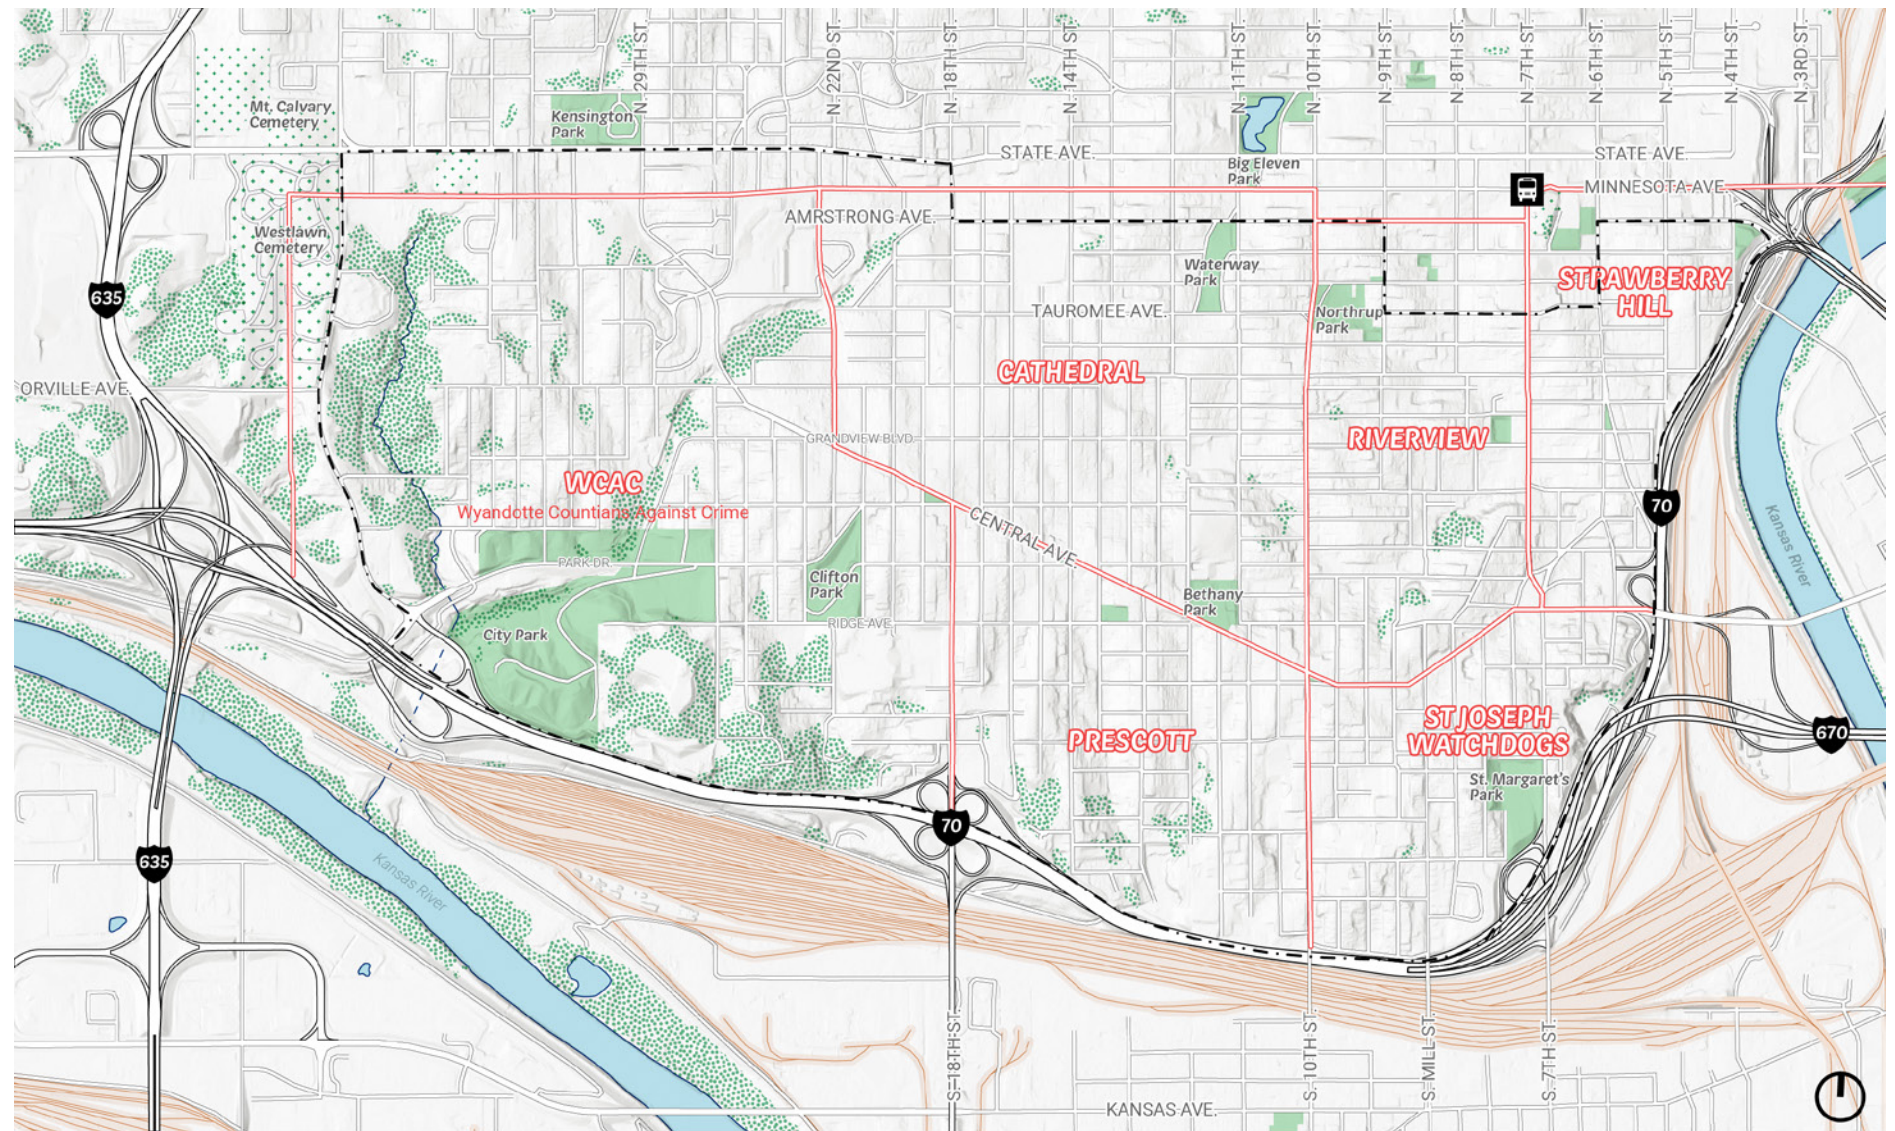 N. 29TH ST.
N. 22ND ST.
N. 18TH ST.
N. 14TH ST.
N. 11TH ST.
N. 10TH ST.
N. 9TH ST.
N. 8TH ST.
N. 7TH ST.
N. 6TH ST.
N. 5TH ST.
N. 4TH ST.
N. 3RD ST.
Mt. Calvary
Cemetery
Kensington
Park
STATE AVE.
Big Eleven
Park
STATE AVE.
MINNESOTA AVE.
AMRSTRONG AVE.
Westlawn
Cemetery
Waterway
Park
635
STRAWBERRY
HILL
TAUROMEE AVE.
Northrup
Park
ORVILLE AVE.
CATHEDRAL
GRANDVIEW BLVD.
RIVERVIEW
WCAC
Wyandotte Countians Against Crime
70
CENTRAL AVE.
Kansas River
PARK DR.
Clifton
Park
Bethany
Park
RIDGE AVE.
City Park
PRESCOTT
ST JOSEPH
WATCHDOGS
670
St. Margaret's
Park
70
635
Kansas River
S. 18TH ST.
S. 10TH ST.
S. MILL ST.
S. 7TH ST.
KANSAS AVE.